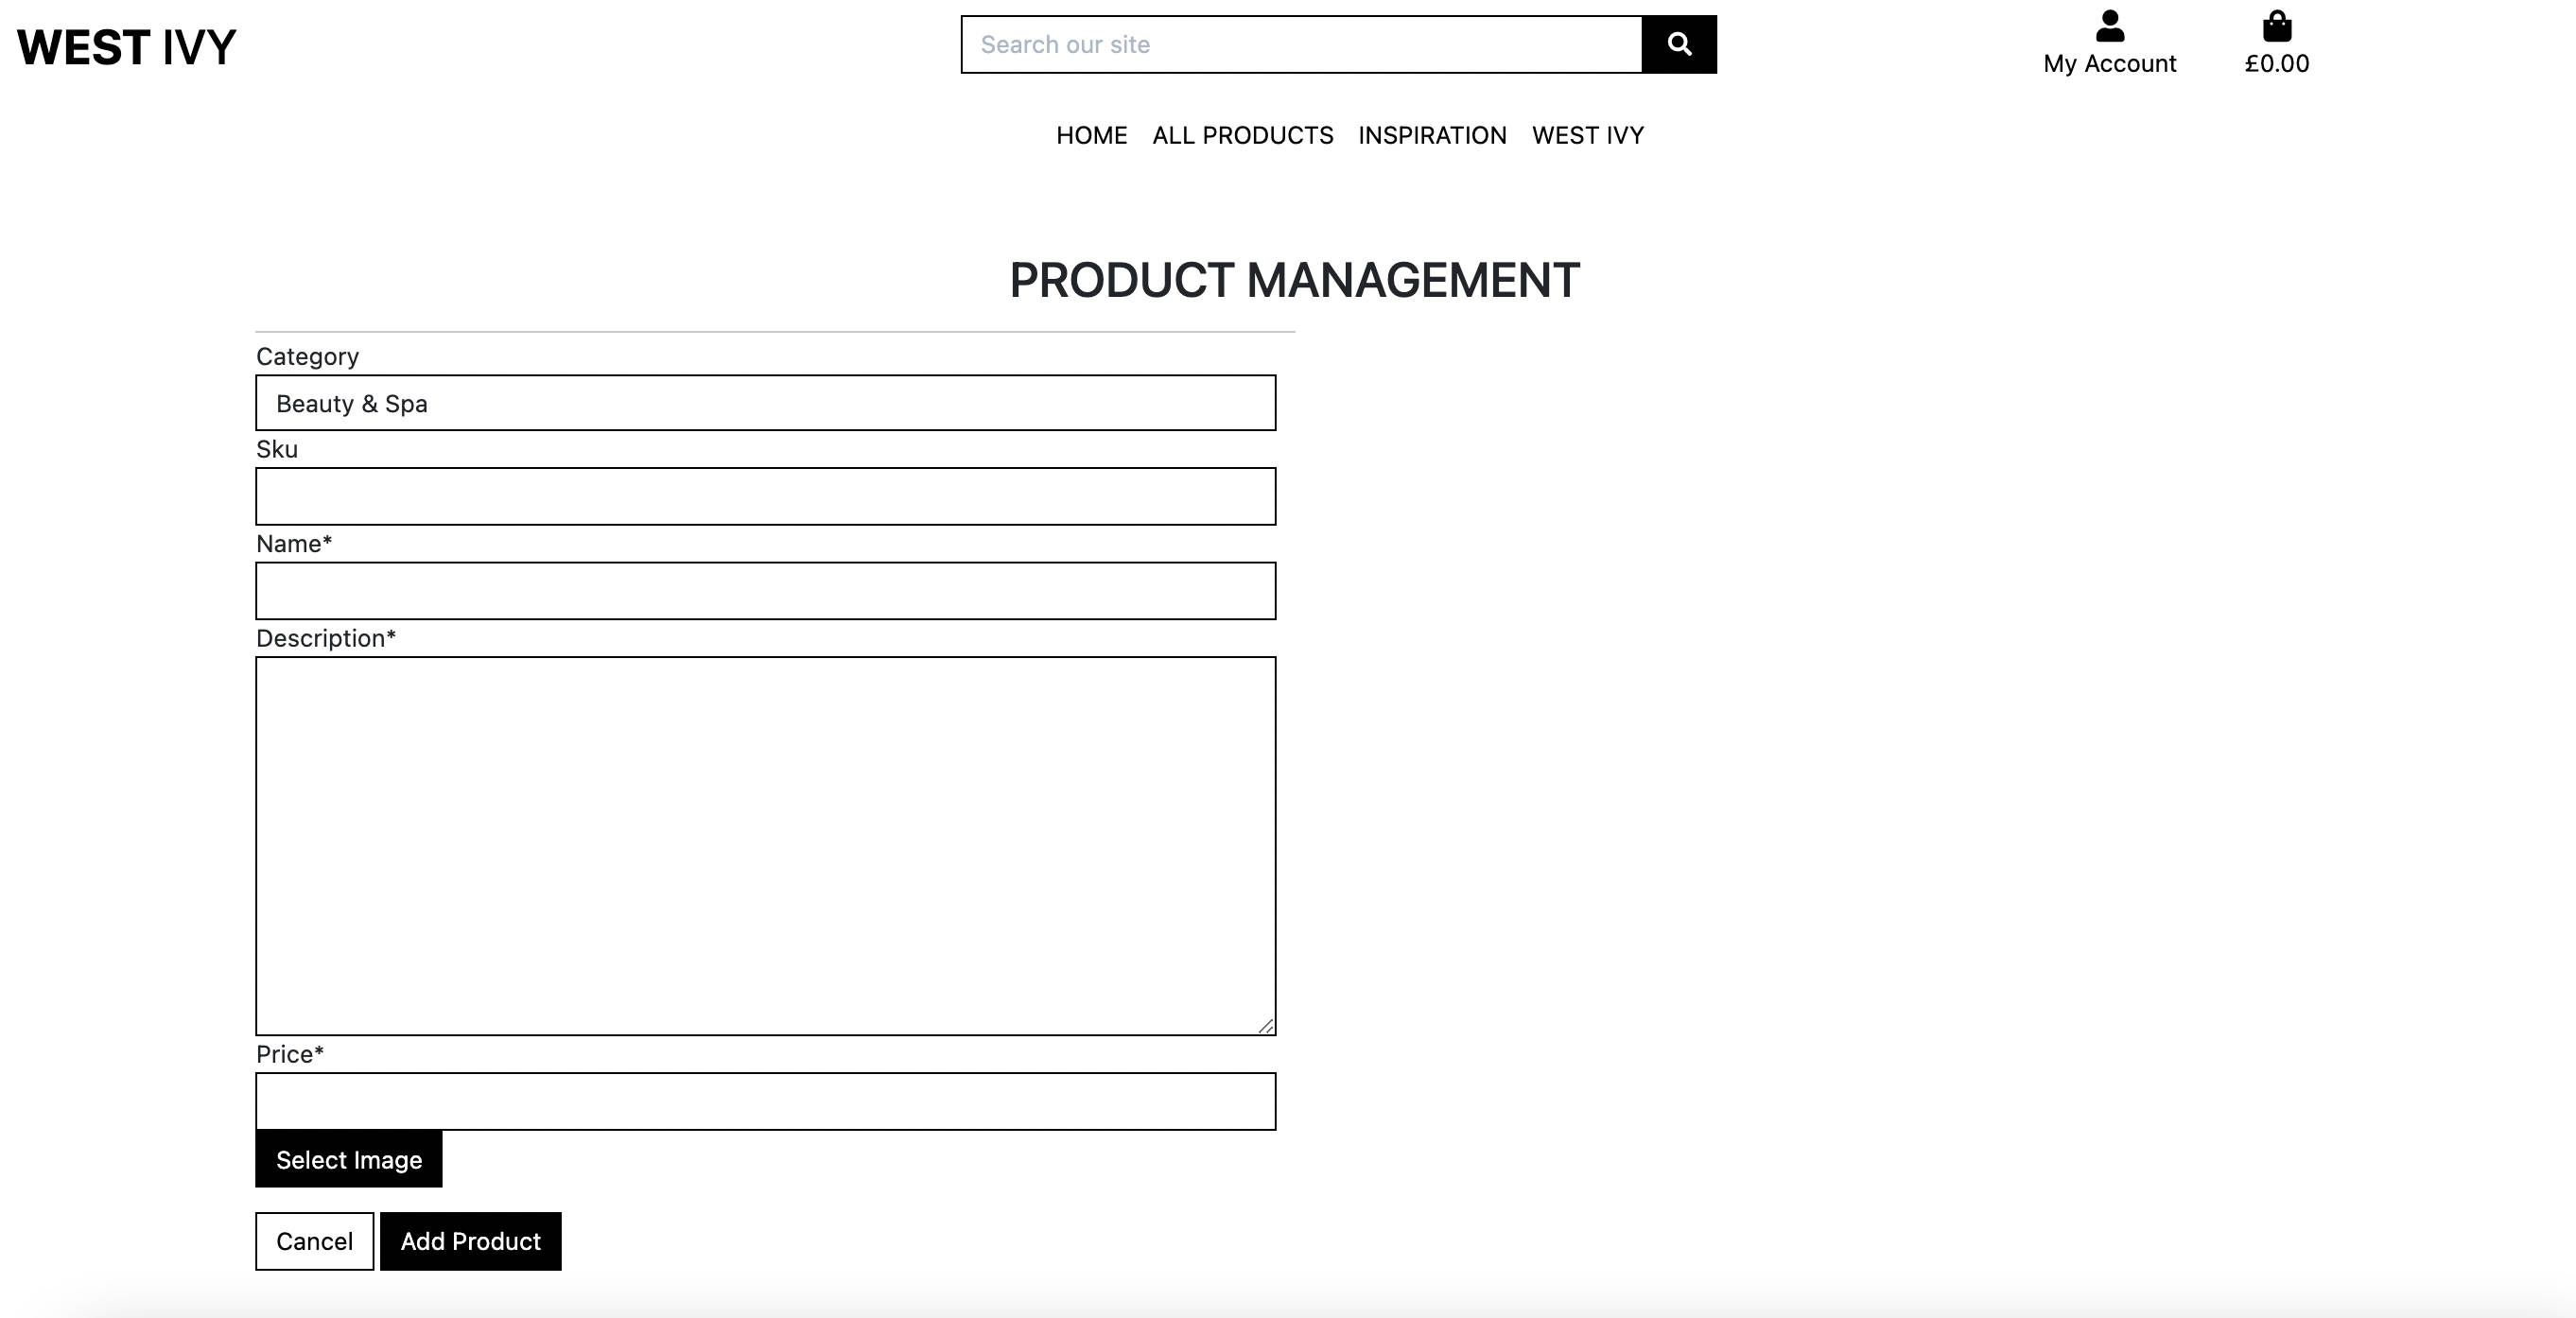 WEST IVY
Search our site
My Account
£0.00
HOME ALL PRODUCTS INSPIRATION WEST IVY
PRODUCT MANAGEMENT
Category
Beauty & Spa
Sku
Name*
Description*
Price*
Select Image
Cancel Add Product